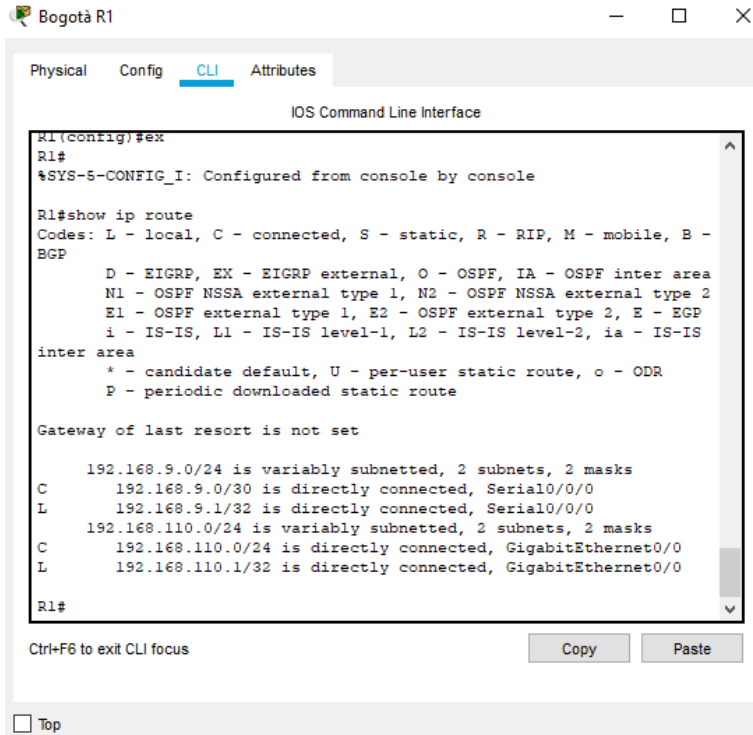 Bogotà R1
Physical Config CLI Attributes
IOS Command Line Interface
R1(config)#ex
R1#
%SYS-5-CONFIG_I: Configured from console by console
R1#show ip route
Codes: L - local, C - connected, S - static, R - RIP, M - mobile, B -
BGP
D - EIGRP, EX - EIGRP external, O - OSPF, IA - OSPF inter area
N1 - OSPF NSSA external type 1, N2 - OSPF NSSA external type 2
E1 - OSPF external type 1, E2 - OSPF external type 2, E - EGP
i - IS-IS, L1 - IS-IS level-1, L2 - IS-IS level-2, ia - IS-IS
inter area
* - candidate default, U - per-user static route, o - ODR
P - periodic downloaded static route
Gateway of last resort is not set
192.168.9.0/24 is variably subnetted, 2 subnets, 2 masks
C 192.168.9.0/30 is directly connected, Serial0/0/0
L 192.168.9.1/32 is directly connected, Serial0/0/0
192.168.110.0/24 is variably subnetted, 2 subnets, 2 masks
C 192.168.110.0/24 is directly connected, GigabitEthernet0/0
L 192.168.110.1/32 is directly connected, GigabitEthernet0/0
R1#
Ctrl+F6 to exit CLI focus
Copy
Paste
Top